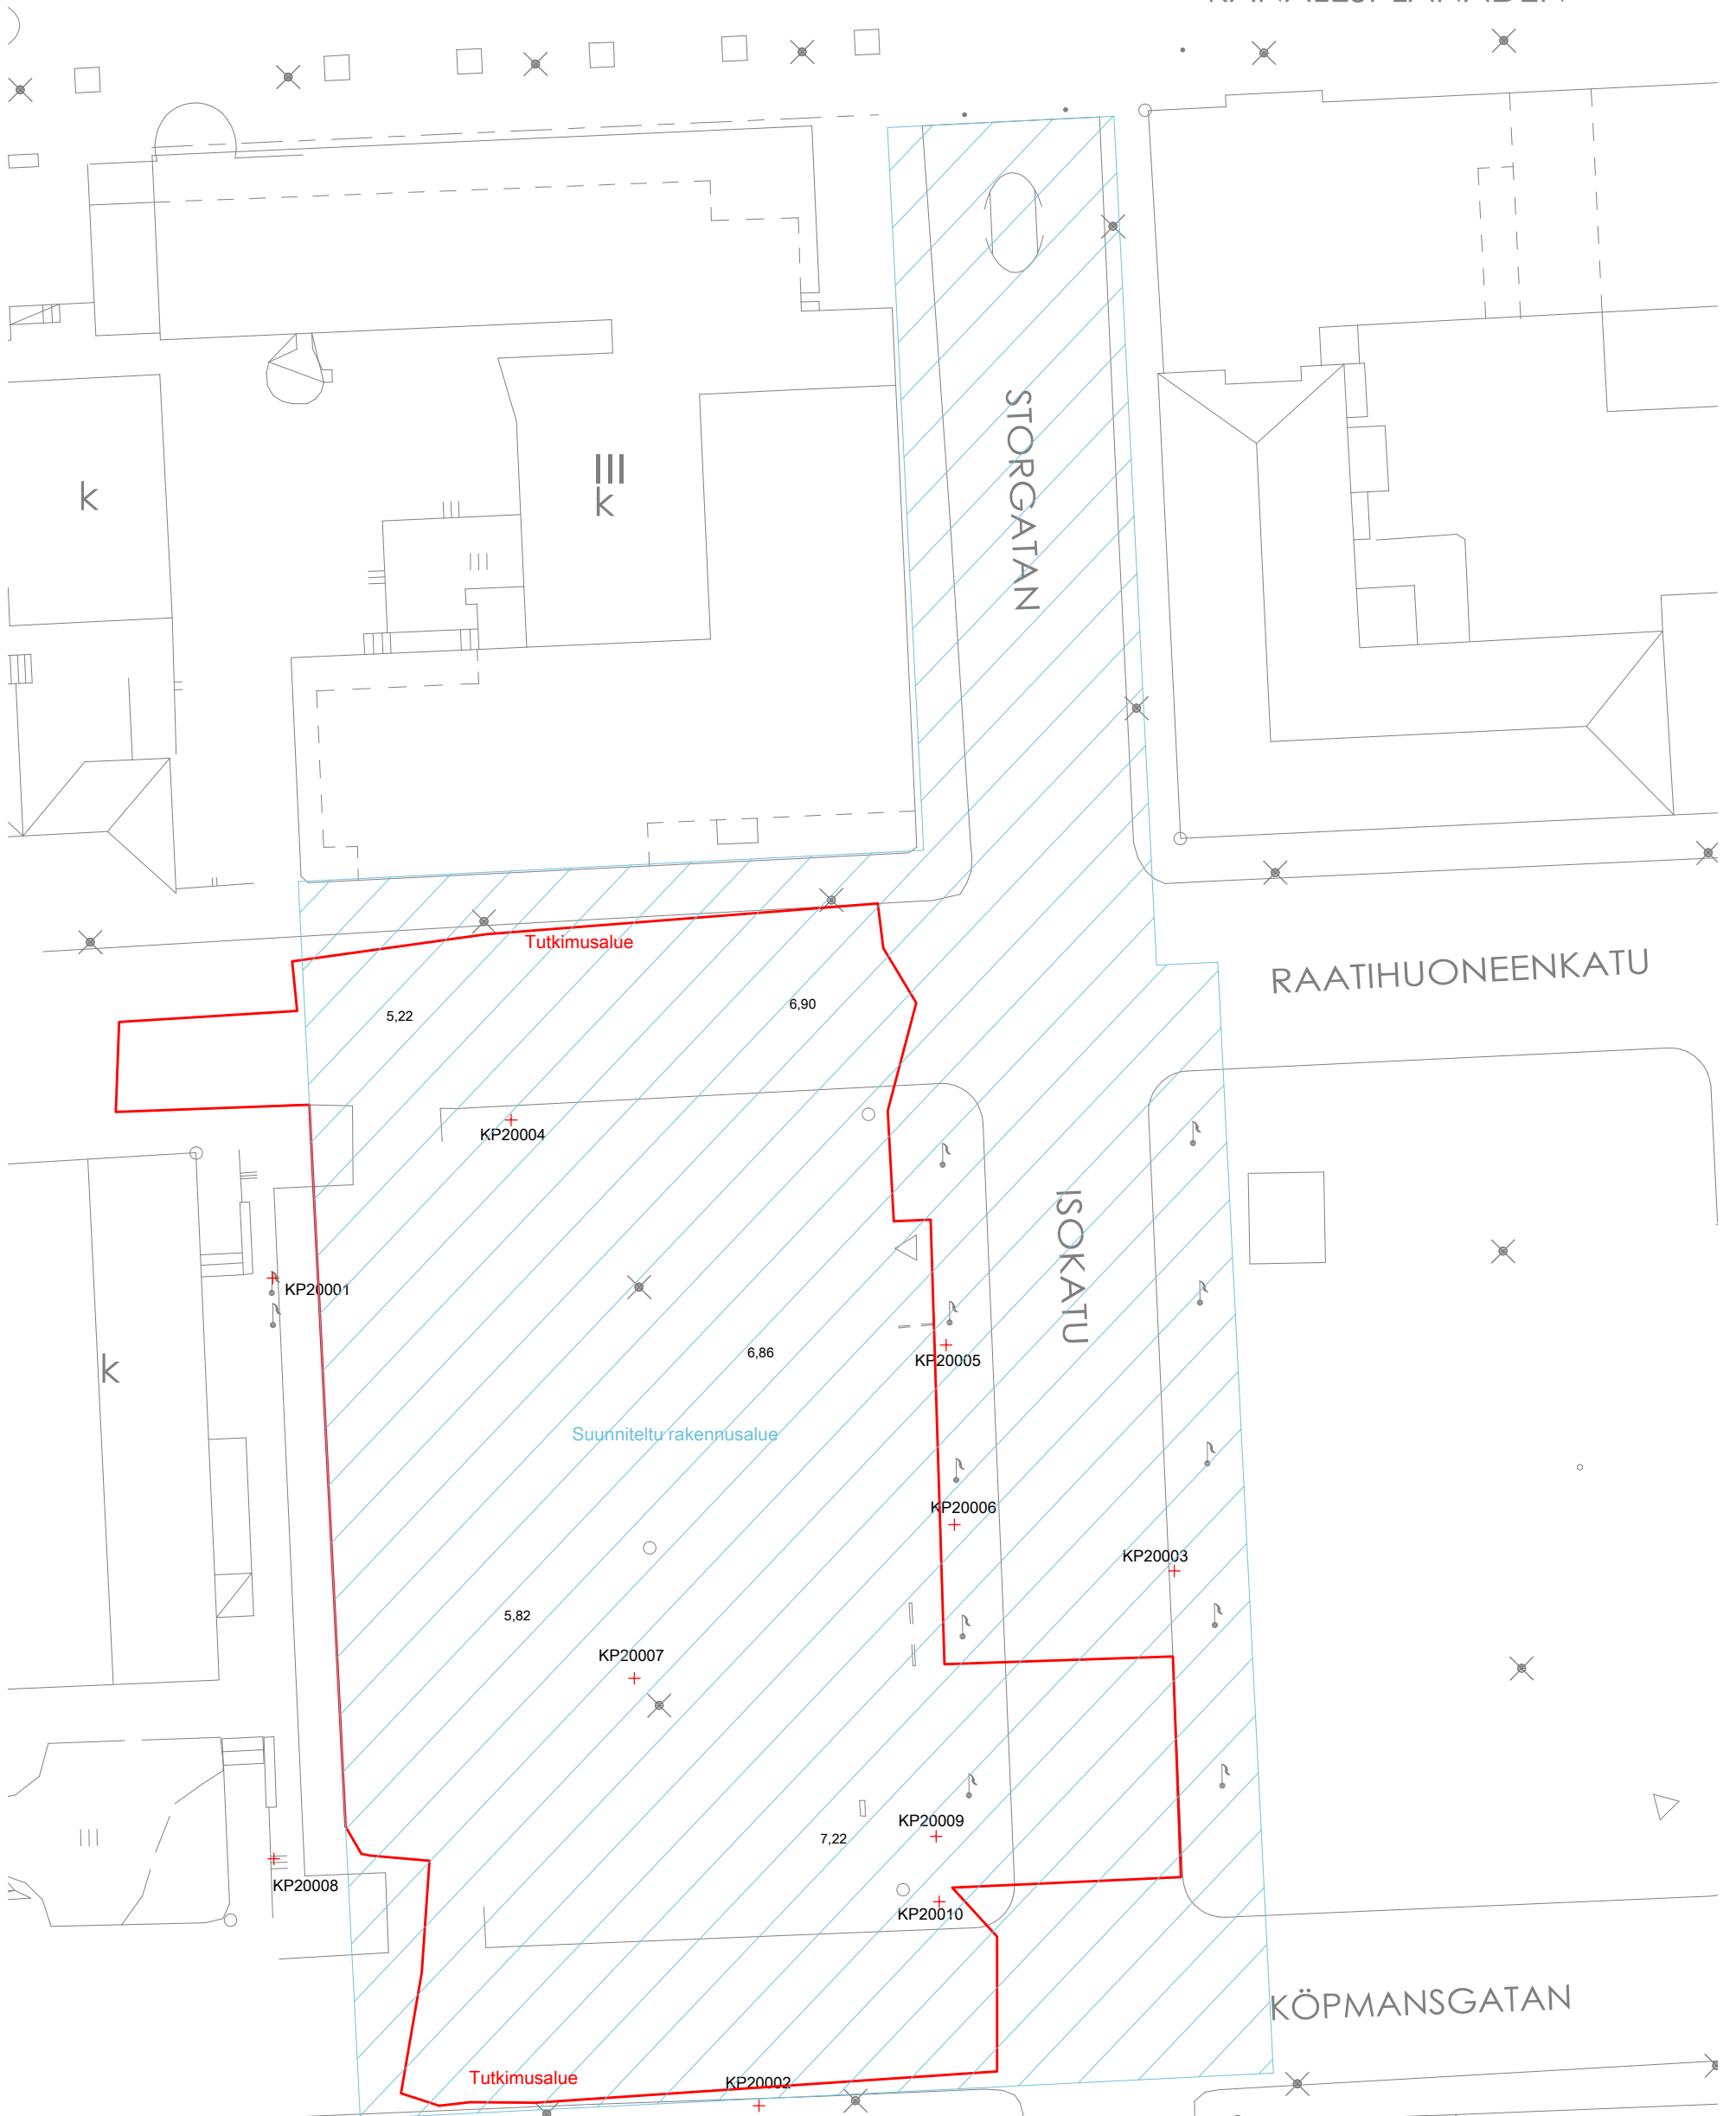 STORGATAN
k
III
k
Tutkimusalue
RAATIHUONEENKATU
5,22
6,90
KP20004
ISOKATU
KP20001
6,86
KP20005
k
Suunniteltu rakennusalue
KP20006
KP20003
5,82
KP20007
7,22
KP20009
KP20008
KP20010
KÖPMANSGATAN
Tutkimusalue
KP20002